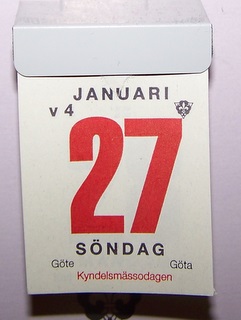 JANUARI
v 4
27
SÖNDAG
Göte Göta
Kyndelsmässodagen